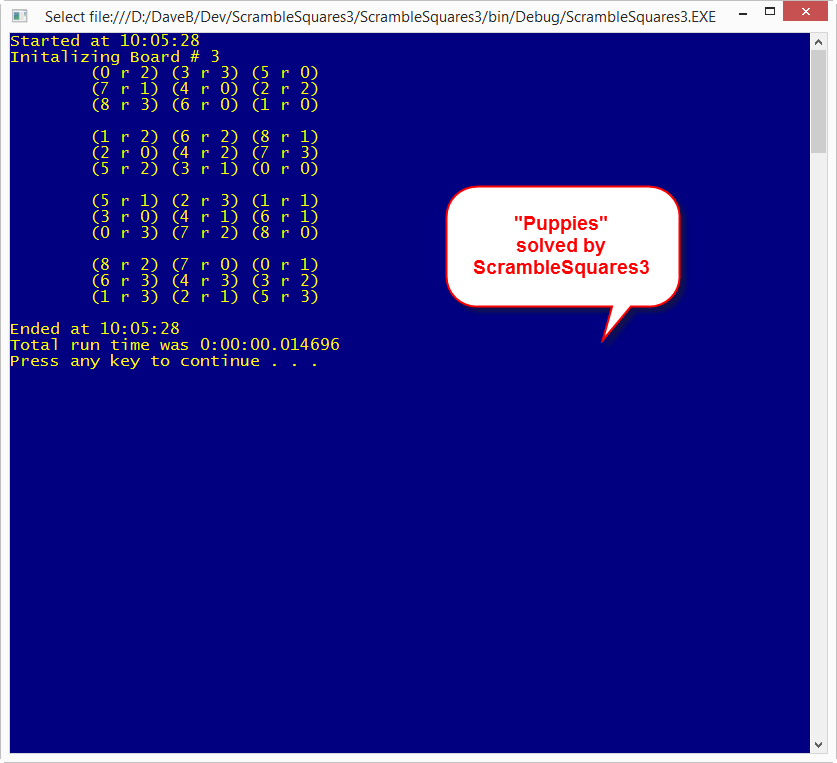 Select file:///D:/DaveB/Dev/ScrambleSquares3/ScrambleSquares3/bin/Debug/ScrambleSquares3.EXE
Started at 10:05:28
Initalizing Board # 3
(0 r 2) (3 r 3) (5 r 0)
(7 r 1) (4 r 0) (2 r 2)
(8 r 3) (6 r 0) (1 r 0)
(1 r 2) (6 r 2) (8 r 1)
(2 r 0) (4 r 2) (7 r 3)
(5 r 2) (3 r 1) (0 r 0)
(5 r 1) (2 r 3) (1 r 1)
(3 r 0) (4 r 1) (6 r 1)
(0 r 3) (7 r 2) (8 r 0)
(8 r 2) (7 r 0) (0 r 1)
(6 r 3) (4 r 3) (3 r 2)
(1 r 3) (2 r 1) (5 r 3)
Ended at 10:05:28
Total run time was 0:00:00.014696
Press any key to continue . . .
"Puppies"
solved by
ScrambleSquares3